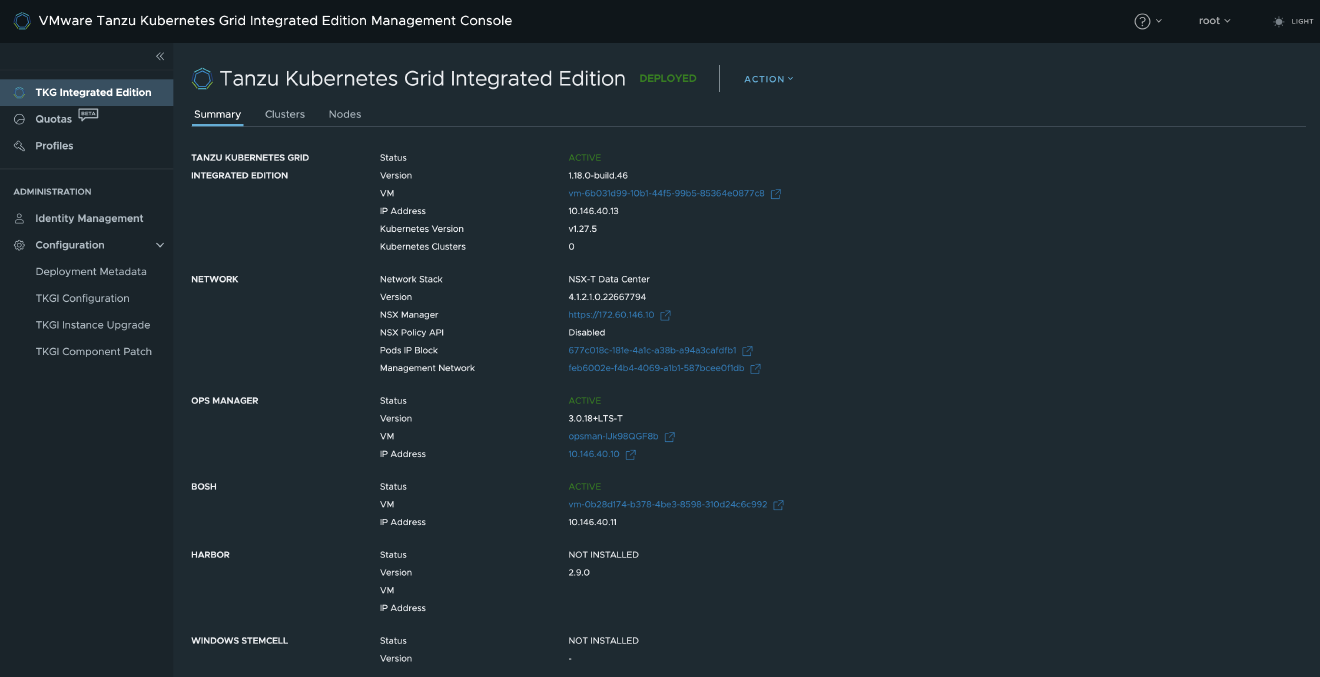 VMware Tanzu Kubernetes Grid Integrated Edition Management Console
root
LIGHT
TKG Integrated Edition
Quotas BETA
Profiles
ADMINISTRATION
Identity Management
Configuration
Deployment Metadata
TKGI Configuration
TKGI Instance Upgrade
TKGI Component Patch
Tanzu Kubernetes Grid Integrated Edition DEPLOYED ACTION
Summary Clusters Nodes
TANZU KUBERNETES GRID INTEGRATED EDITION
Status ACTIVE
Version 1.18.0-build.46
VM vm-6b031d99-10b1-44f5-99b5-85364e0877c8
IP Address 10.146.40.13
Kubernetes Version v1.27.5
Kubernetes Clusters 0
NETWORK
Network Stack NSX-T Data Center
Version 4.1.2.1.0.22667794
NSX Manager https://172.60.146.10
NSX Policy API Disabled
Pods IP Block 677c018c-181e-4a1c-a38b-a94a3cafdfb1
Management Network feb6002e-f4b4-4069-a1b1-587bcee0f1db
OPS MANAGER
Status ACTIVE
Version 3.0.18+LTS-T
VM opsman-IJk98QGF8b
IP Address 10.146.40.10
BOSH
Status ACTIVE
VM vm-0b28d174-b378-4be3-8598-310d24c6c992
IP Address 10.146.40.11
HARBOR
Status NOT INSTALLED
Version 2.9.0
VM
IP Address
WINDOWS STEMCELL
Status NOT INSTALLED
Version -